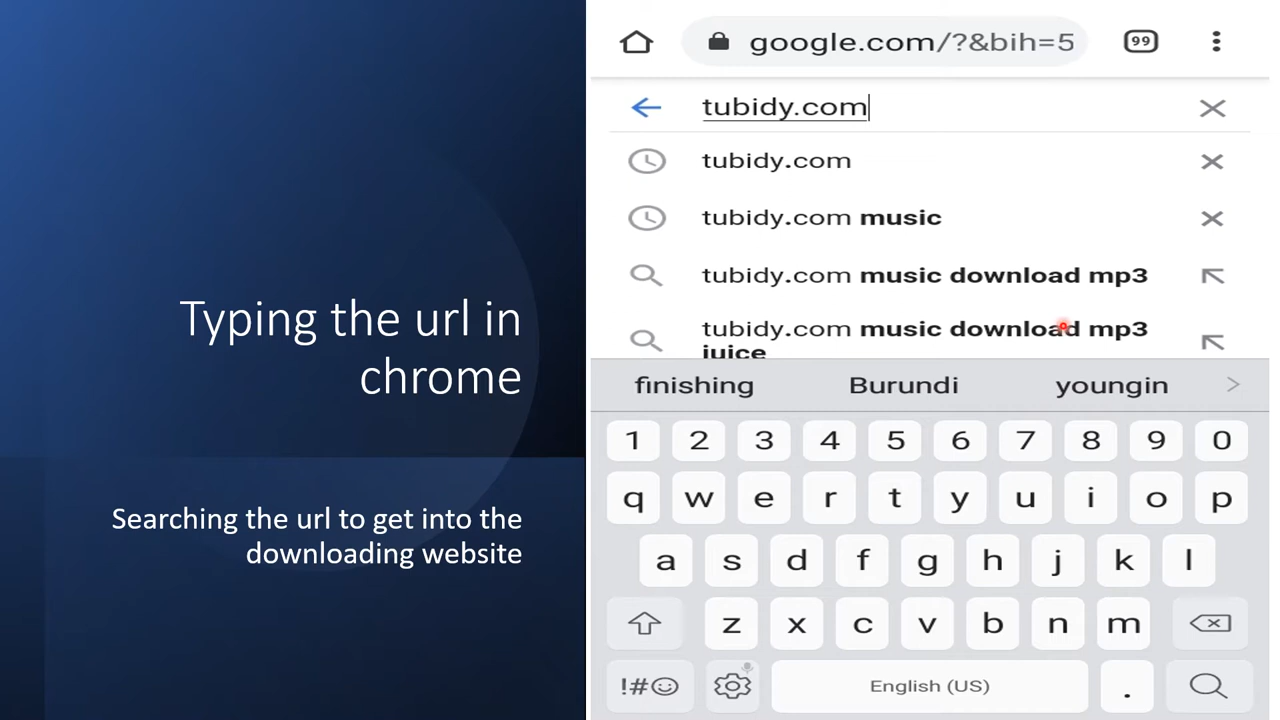 Typing the url in
chrome
Searching the url to get into the
downloading website
google.com/?&bih=5
99
tubidy.com
tubidy.com
tubidy.com music
tubidy.com music download mp3
tubidy.com music download mp3
juice
finishing Burundi youngin
1 2 3 4 5 6 7 8 9 0
q w e r t y u i o p
a s d f g h j k l
z x c v b n m
!#☺ English (US) .